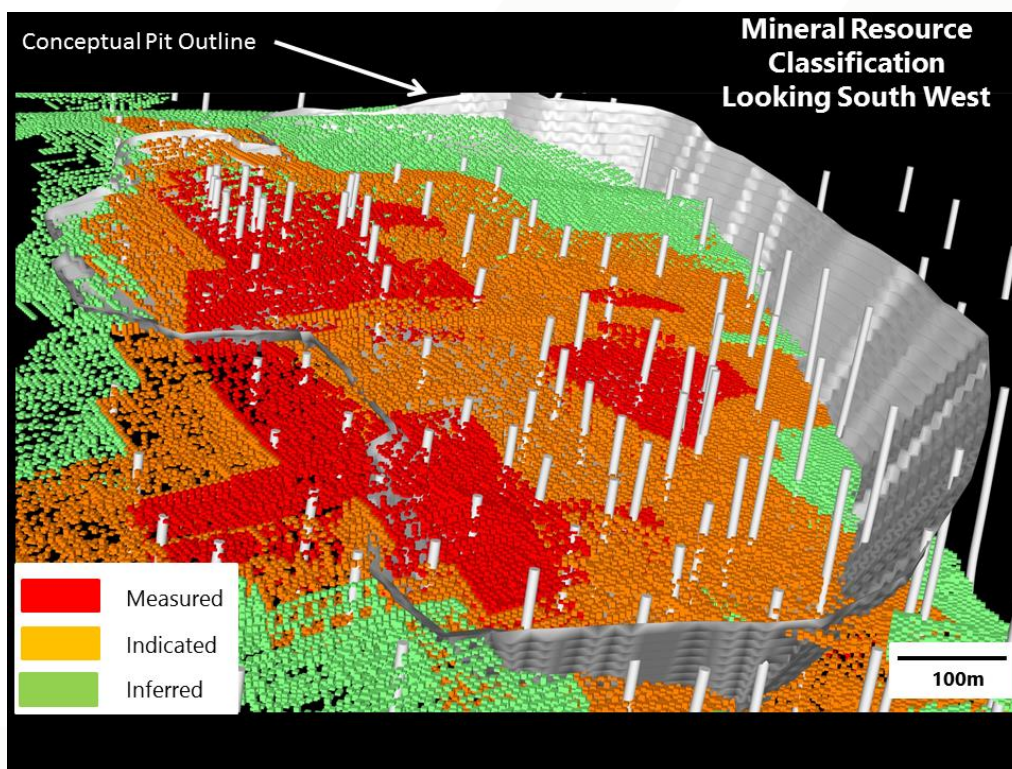 Conceptual Pit Outline
Mineral Resource
Classification
Looking South West
Measured
Indicated
Inferred
100m